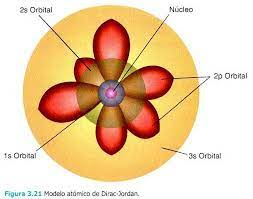 2s Orbital
Núcleo
2p Orbital
1s Orbital
3s Orbital
Figura 3.21 Modelo atómico de Dirac-Jordan.